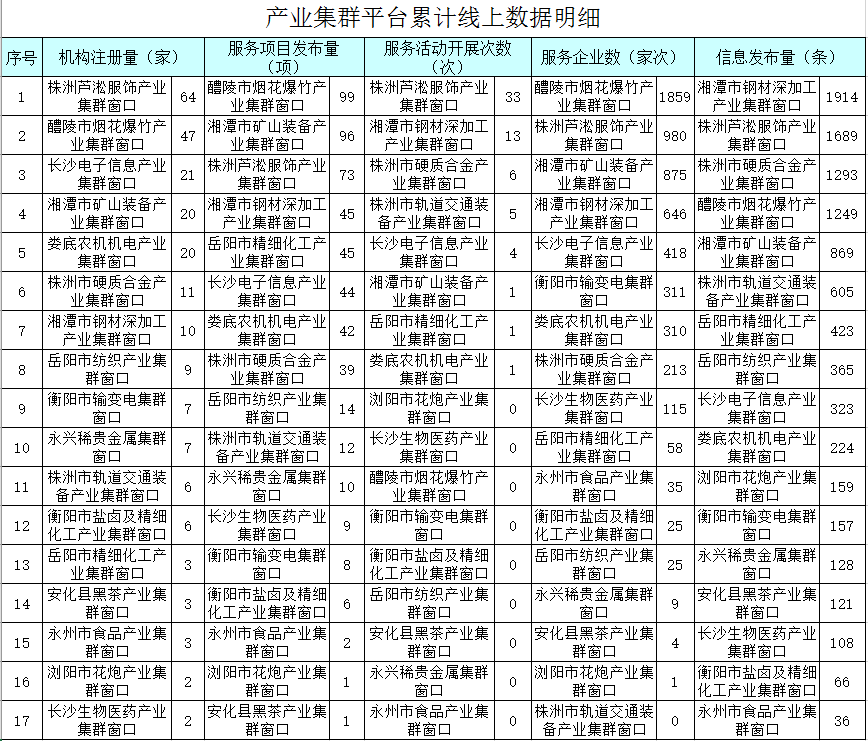 产业集群平台累计线上数据明细
序号 机构注册量（家） 服务项目发布量（项） 服务活动开展次数（次） 服务企业数（家次） 信息发布量（条）
1 株洲芦淞服饰产业集群窗口 64 醴陵市烟花爆竹产业集群窗口 99 株洲芦淞服饰产业集群窗口 33 醴陵市烟花爆竹产业集群窗口 1859 湘潭市钢材深加工产业集群窗口 1914
2 醴陵市烟花爆竹产业集群窗口 47 湘潭市矿山装备产业集群窗口 96 湘潭市钢材深加工产业集群窗口 13 株洲芦淞服饰产业集群窗口 980 株洲芦淞服饰产业集群窗口 1689
3 长沙电子信息产业集群窗口 21 株洲芦淞服饰产业集群窗口 73 株洲市硬质合金产业集群窗口 6 湘潭市矿山装备产业集群窗口 875 株洲市硬质合金产业集群窗口 1293
4 湘潭市矿山装备产业集群窗口 20 湘潭市钢材深加工产业集群窗口 45 株洲市轨道交通装备产业集群窗口 5 湘潭市钢材深加工产业集群窗口 646 醴陵市烟花爆竹产业集群窗口 1249
5 娄底农机机电产业集群窗口 20 岳阳市精细化工产业集群窗口 45 长沙电子信息产业集群窗口 4 长沙电子信息产业集群窗口 418 湘潭市矿山装备产业集群窗口 869
6 株洲市硬质合金产业集群窗口 11 长沙电子信息产业集群窗口 44 湘潭市矿山装备产业集群窗口 1 衡阳市输变电集群窗口 311 株洲市轨道交通装备产业集群窗口 605
7 湘潭市钢材深加工产业集群窗口 10 娄底农机机电产业集群窗口 42 岳阳市精细化工产业集群窗口 1 娄底农机机电产业集群窗口 310 岳阳市精细化工产业集群窗口 423
8 岳阳市纺织产业集群窗口 9 株洲市硬质合金产业集群窗口 39 娄底农机机电产业集群窗口 1 株洲市硬质合金产业集群窗口 213 岳阳市纺织产业集群窗口 365
9 衡阳市输变电集群窗口 7 岳阳市纺织产业集群窗口 14 浏阳市花炮产业集群窗口 0 长沙生物医药产业集群窗口 115 长沙电子信息产业集群窗口 323
10 永兴稀贵金属集群窗口 7 株洲市轨道交通装备产业集群窗口 12 长沙生物医药产业集群窗口 0 岳阳市精细化工产业集群窗口 58 娄底农机机电产业集群窗口 224
11 株洲市轨道交通装备产业集群窗口 6 永兴稀贵金属集群窗口 10 醴陵市烟花爆竹产业集群窗口 0 永州市食品产业集群窗口 35 浏阳市花炮产业集群窗口 159
12 衡阳市盐卤及精细化工产业集群窗口 6 长沙生物医药产业集群窗口 9 衡阳市输变电集群窗口 0 衡阳市盐卤及精细化工产业集群窗口 25 衡阳市输变电集群窗口 157
13 岳阳市精细化工产业集群窗口 3 衡阳市输变电集群窗口 8 衡阳市盐卤及精细化工产业集群窗口 0 岳阳市纺织产业集群窗口 25 永兴稀贵金属集群窗口 128
14 安化县黑茶产业集群窗口 3 衡阳市盐卤及精细化工产业集群窗口 6 岳阳市纺织产业集群窗口 0 永兴稀贵金属集群窗口 9 安化县黑茶产业集群窗口 121
15 永州市食品产业集群窗口 3 永州市食品产业集群窗口 2 安化县黑茶产业集群窗口 0 安化县黑茶产业集群窗口 4 长沙生物医药产业集群窗口 108
16 浏阳市花炮产业集群窗口 2 浏阳市花炮产业集群窗口 1 永兴稀贵金属集群窗口 0 浏阳市花炮产业集群窗口 1 衡阳市盐卤及精细化工产业集群窗口 66
17 长沙生物医药产业集群窗口 2 安化县黑茶产业集群窗口 1 永州市食品产业集群窗口 0 株洲市轨道交通装备产业集群窗口 0 永州市食品产业集群窗口 36